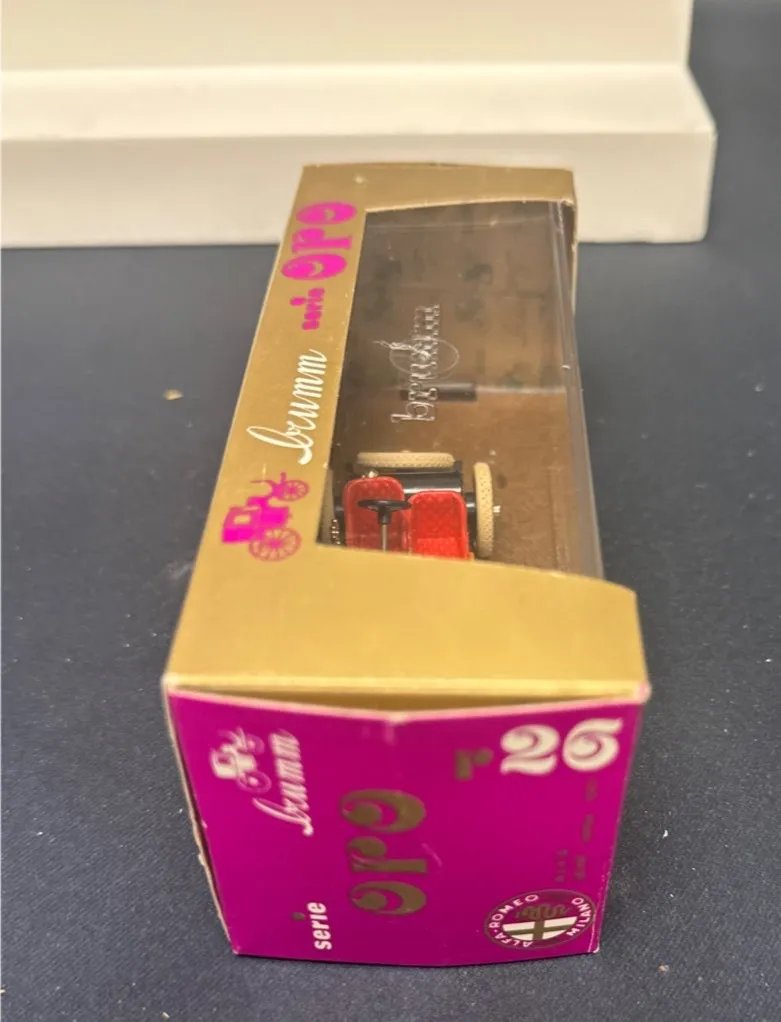 brumm
serie oro
brumm
brumm
serie oro
n° 26
ALFA-ROMEO
MILANO